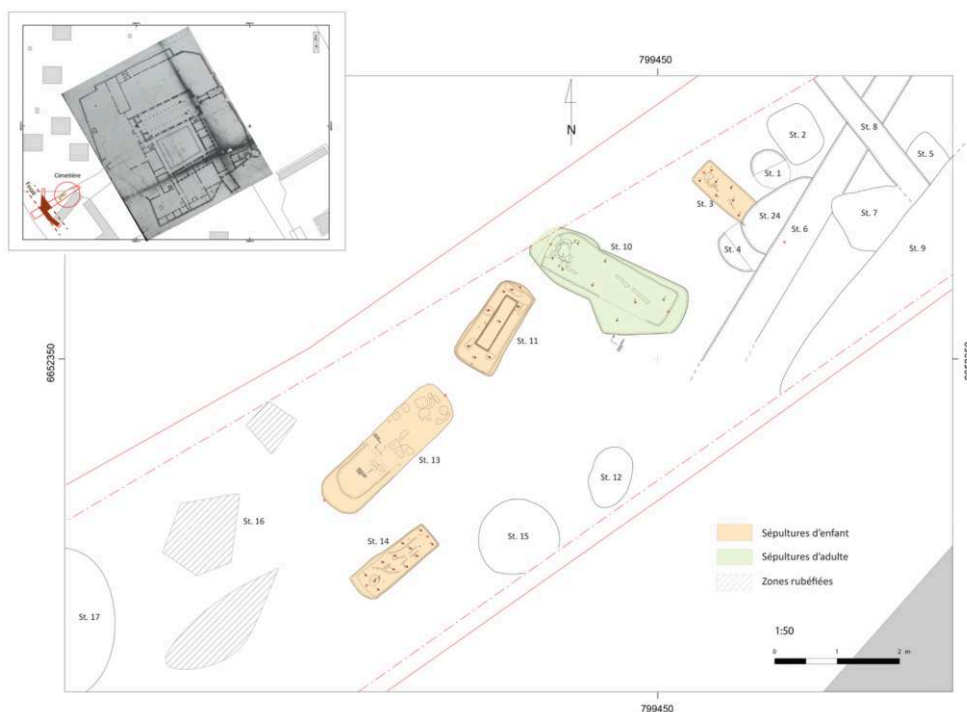 799450
N
Cimetière
Fossé
St. 2
St. 8
St. 5
St. 1
St. 3
St. 24
St. 7
St. 6
St. 4
St. 9
St. 10
St. 11
6652350
St. 13
St. 12
St. 14
St. 15
St. 16
St. 17
Sépultures d'enfant
Sépultures d'adulte
Zones rubéfiées
1:50
0 1 2 m
799450